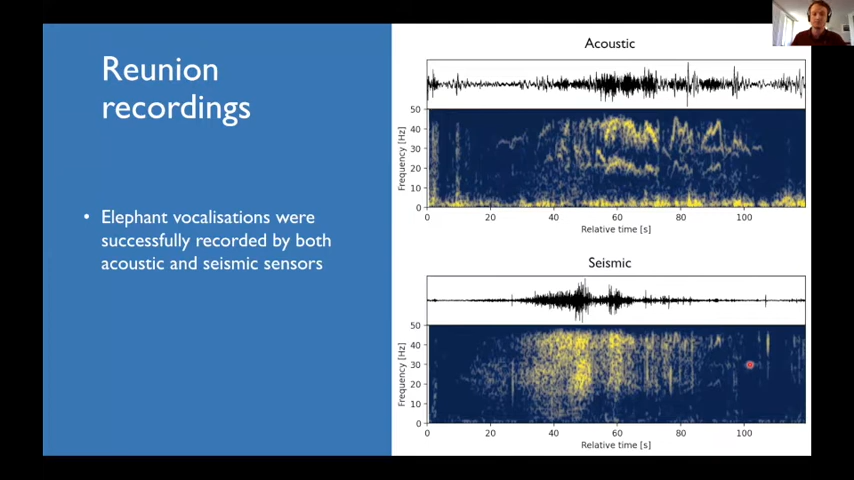 Reunion
recordings
• Elephant vocalisations were
successfully recorded by both
acoustic and seismic sensors
Acoustic
50
40
30
20
10
0
Frequency [Hz]
0 20 40 60 80 100
Relative time [s]
Seismic
50
40
30
20
10
0
Frequency [Hz]
0 20 40 60 80 100
Relative time [s]